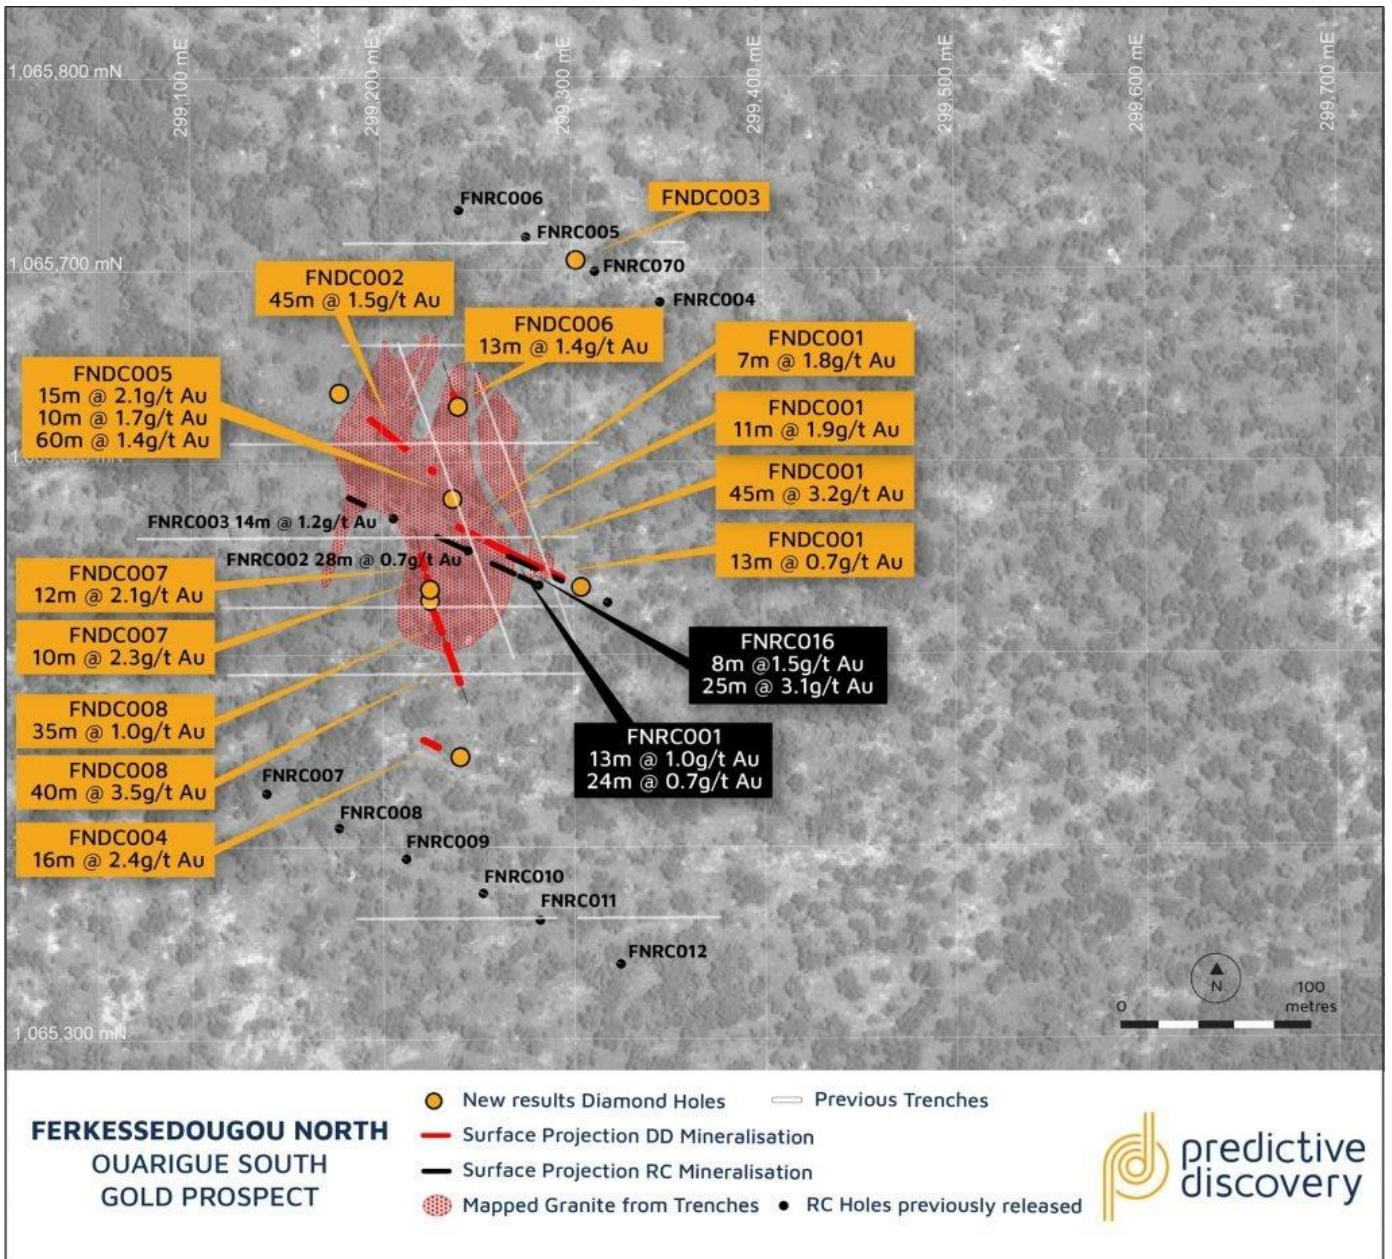 1,065,800 mN
299,100 mE
299,200 mE
299,300 mE
299,400 mE
299,500 mE
299,600 mE
299,700 mE
FNRC006
FNDC003
FNRC005
1,065,700 mN
FNRC070
FNDC002
45m @ 1.5g/t Au
FNRC004
FNDC006
13m @ 1.4g/t Au
FNDC001
7m @ 1.8g/t Au
FNDC005
15m @ 2.1g/t Au
10m @ 1.7g/t Au
60m @ 1.4g/t Au
FNDC001
11m @ 1.9g/t Au
FNDC001
45m @ 3.2g/t Au
FNRC003 14m @ 1.2g/t Au
FNRC002 28m @ 0.7g/t Au
FNDC001
13m @ 0.7g/t Au
FNDC007
12m @ 2.1g/t Au
FNDC007
10m @ 2.3g/t Au
FNRC016
8m @1.5g/t Au
25m @ 3.1g/t Au
FNDC008
35m @ 1.0g/t Au
FNRC001
13m @ 1.0g/t Au
24m @ 0.7g/t Au
FNDC008
40m @ 3.5g/t Au
FNRC007
FNRC008
FNDC004
16m @ 2.4g/t Au
FNRC009
FNRC010
FNRC011
FNRC012
N
0
100
metres
1,065,300 mN
FERKESSEDOUGOU NORTH
OUARIGUE SOUTH
GOLD PROSPECT
New results Diamond Holes
Previous Trenches
Surface Projection DD Mineralisation
Surface Projection RC Mineralisation
Mapped Granite from Trenches
RC Holes previously released
predictive
discovery